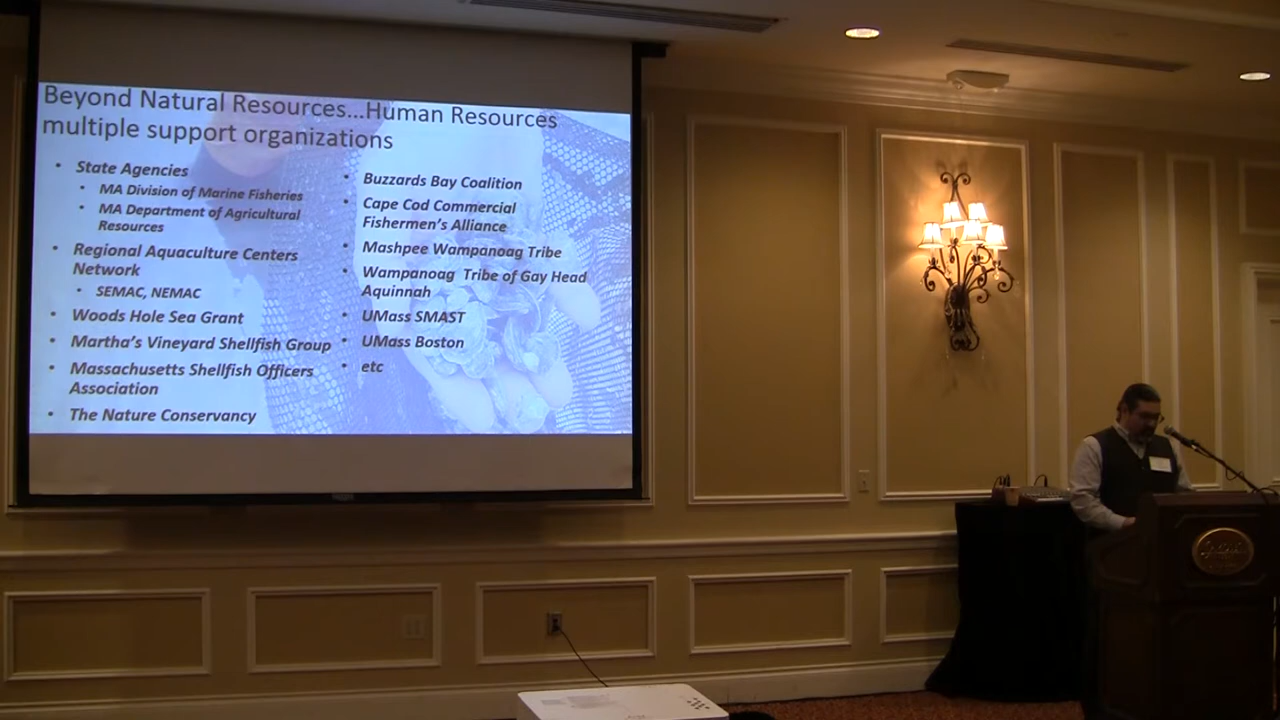 Beyond Natural Resources...Human Resources
multiple support organizations
• State Agencies
• MA Division of Marine Fisheries
• MA Department of Agricultural
Resources
• Regional Aquaculture Centers
Network
• SEMAC, NEMAC
• Woods Hole Sea Grant
• Martha's Vineyard Shellfish Group
• Massachusetts Shellfish Officers
Association
• The Nature Conservancy
• Buzzards Bay Coalition
• Cape Cod Commercial
Fishermen's Alliance
• Mashpee Wampanoag Tribe
• Wampanoag Tribe of Gay Head
Aquinnah
• UMass SMAST
• UMass Boston
• etc